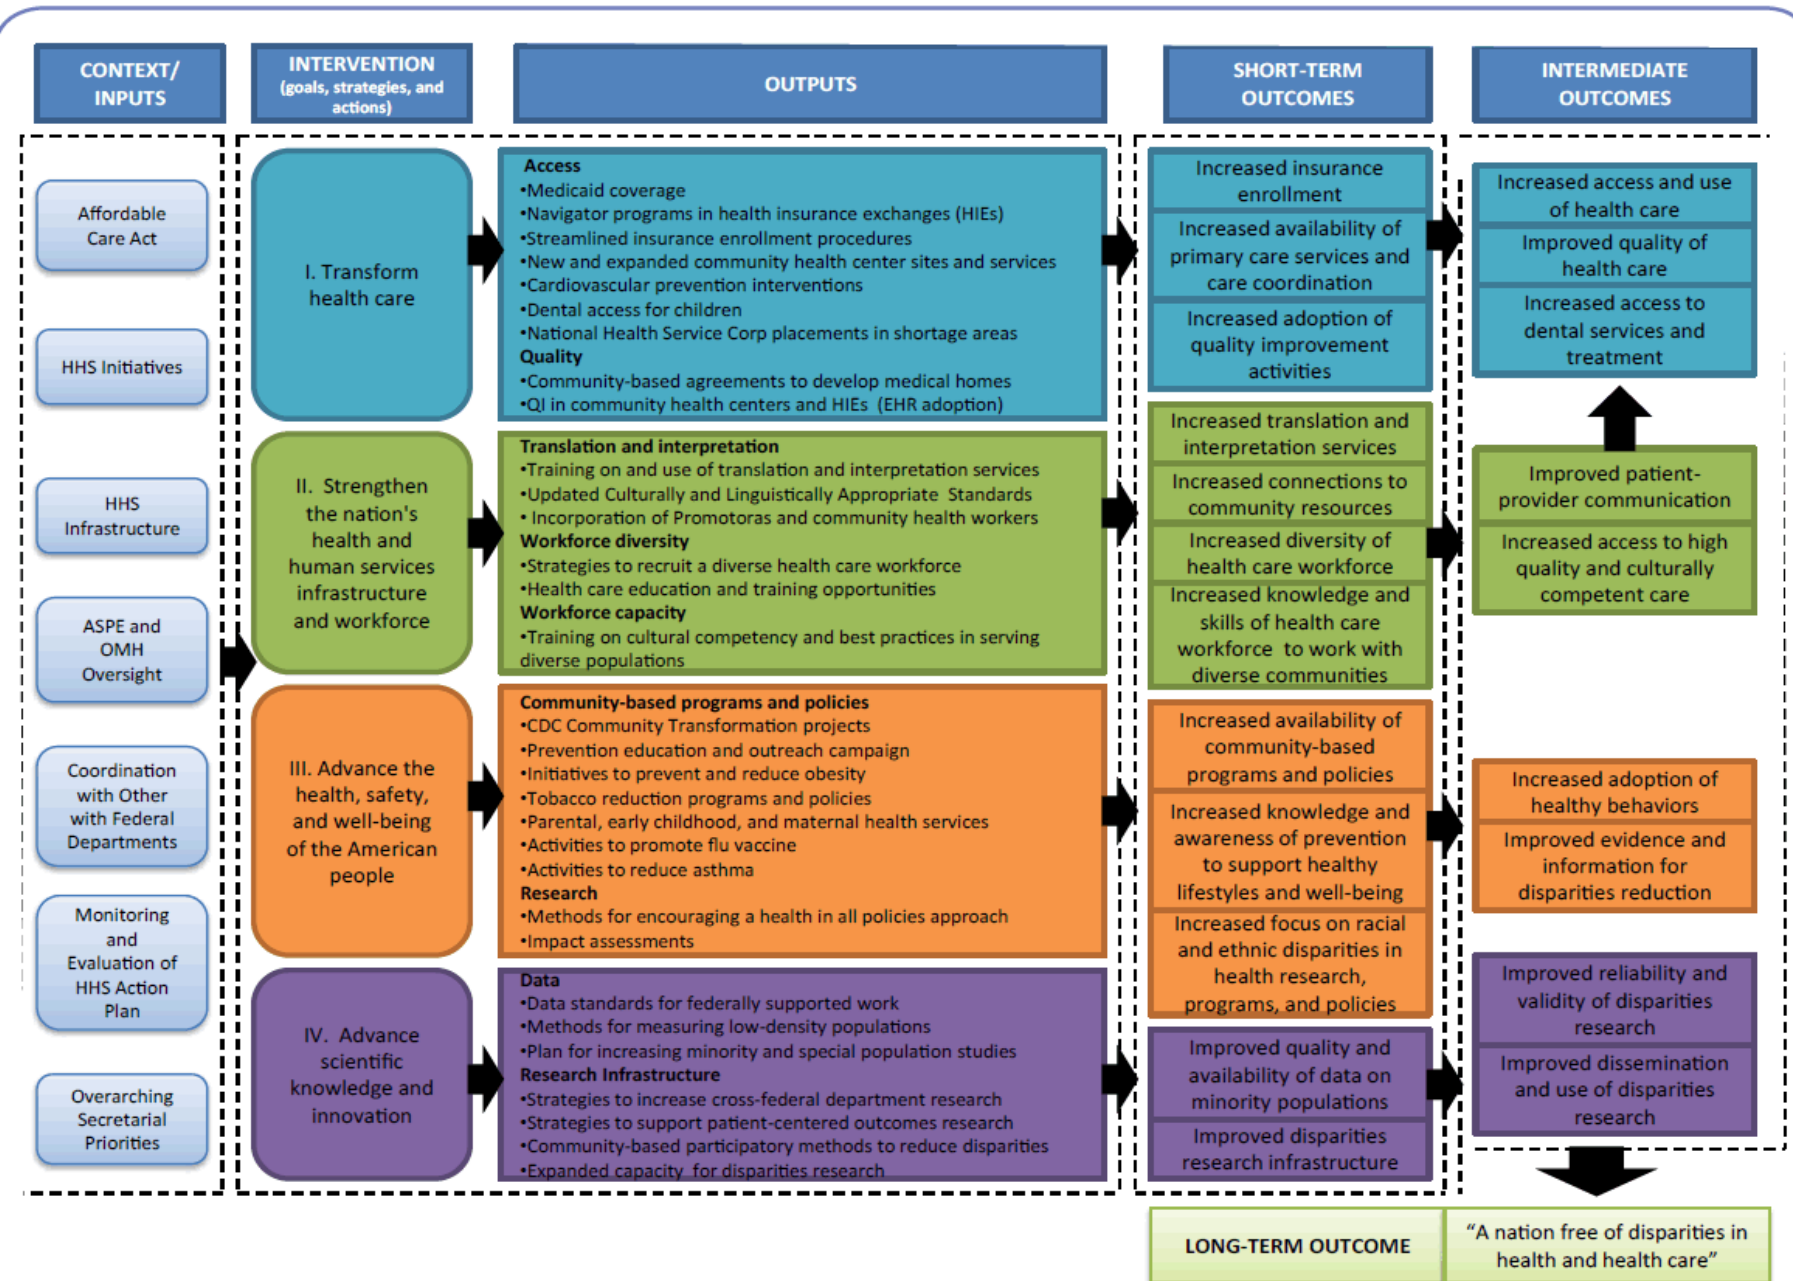 CONTEXT/
INPUTS
INTERVENTION
(goals, strategies, and
actions)
OUTPUTS
SHORT-TERM
OUTCOMES
INTERMEDIATE
OUTCOMES
Affordable
Care Act
HHS Initiatives
HHS
Infrastructure
ASPE and
OMH
Oversight
Coordination
with Other
with Federal
Departments
Monitoring
and
Evaluation of
HHS Action
Plan
Overarching
Secretarial
Priorities
I. Transform
health care
Access
•Medicaid coverage
•Navigator programs in health insurance exchanges (HIEs)
•Streamlined insurance enrollment procedures
•New and expanded community health center sites and services
•Cardiovascular prevention interventions
•Dental access for children
•National Health Service Corp placements in shortage areas
Quality
•Community-based agreements to develop medical homes
•QI in community health centers and HIEs (EHR adoption)
Increased insurance
enrollment
Increased availability of
primary care services and
care coordination
Increased adoption of
quality improvement
activities
Increased access and use
of health care
Improved quality of
health care
Increased access to
dental services and
treatment
II. Strengthen
the nation's
health and
human services
infrastructure
and workforce
Translation and interpretation
•Training on and use of translation and interpretation services
•Updated Culturally and Linguistically Appropriate Standards
• Incorporation of Promotoras and community health workers
Workforce diversity
•Strategies to recruit a diverse health care workforce
•Health care education and training opportunities
Workforce capacity
•Training on cultural competency and best practices in serving
diverse populations
Increased translation and
interpretation services
Increased connections to
community resources
Increased diversity of
health care workforce
Increased knowledge and
skills of health care
workforce to work with
diverse communities
Improved patient-
provider communication
Increased access to high
quality and culturally
competent care
III. Advance the
health, safety,
and well-being
of the American
people
Community-based programs and policies
•CDC Community Transformation projects
•Prevention education and outreach campaign
•Initiatives to prevent and reduce obesity
•Tobacco reduction programs and policies
•Parental, early childhood, and maternal health services
•Activities to promote flu vaccine
•Activities to reduce asthma
Research
•Methods for encouraging a health in all policies approach
•Impact assessments
Increased availability of
community-based
programs and policies
Increased knowledge and
awareness of prevention
to support healthy
lifestyles and well-being
Increased focus on racial
and ethnic disparities in
health research,
programs, and policies
Increased adoption of
healthy behaviors
Improved evidence and
information for
disparities reduction
IV. Advance
scientific
knowledge and
innovation
Data
•Data standards for federally supported work
•Methods for measuring low-density populations
•Plan for increasing minority and special population studies
Research Infrastructure
•Strategies to increase cross-federal department research
•Strategies to support patient-centered outcomes research
•Community-based participatory methods to reduce disparities
•Expanded capacity for disparities research
Improved quality and
availability of data on
minority populations
Improved disparities
research infrastructure
Improved reliability and
validity of disparities
research
Improved dissemination
and use of disparities
research
LONG-TERM OUTCOME
“A nation free of disparities in
health and health care”